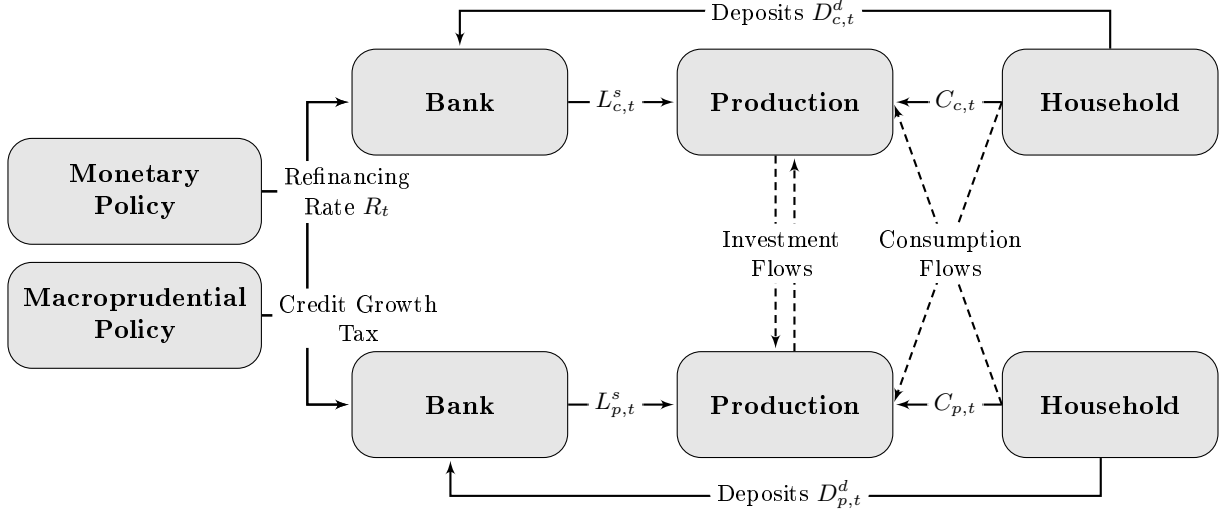 Deposits $D^d_{c,t}$
Bank
$L^s_{c,t}$
Production
$C_{c,t}$
Household
Monetary
Policy
Refinancing
Rate $R_t$
Investment
Flows
Consumption
Flows
Macroprudential
Policy
Credit Growth
Tax
Bank
$L^s_{p,t}$
Production
$C_{p,t}$
Household
Deposits $D^d_{p,t}$